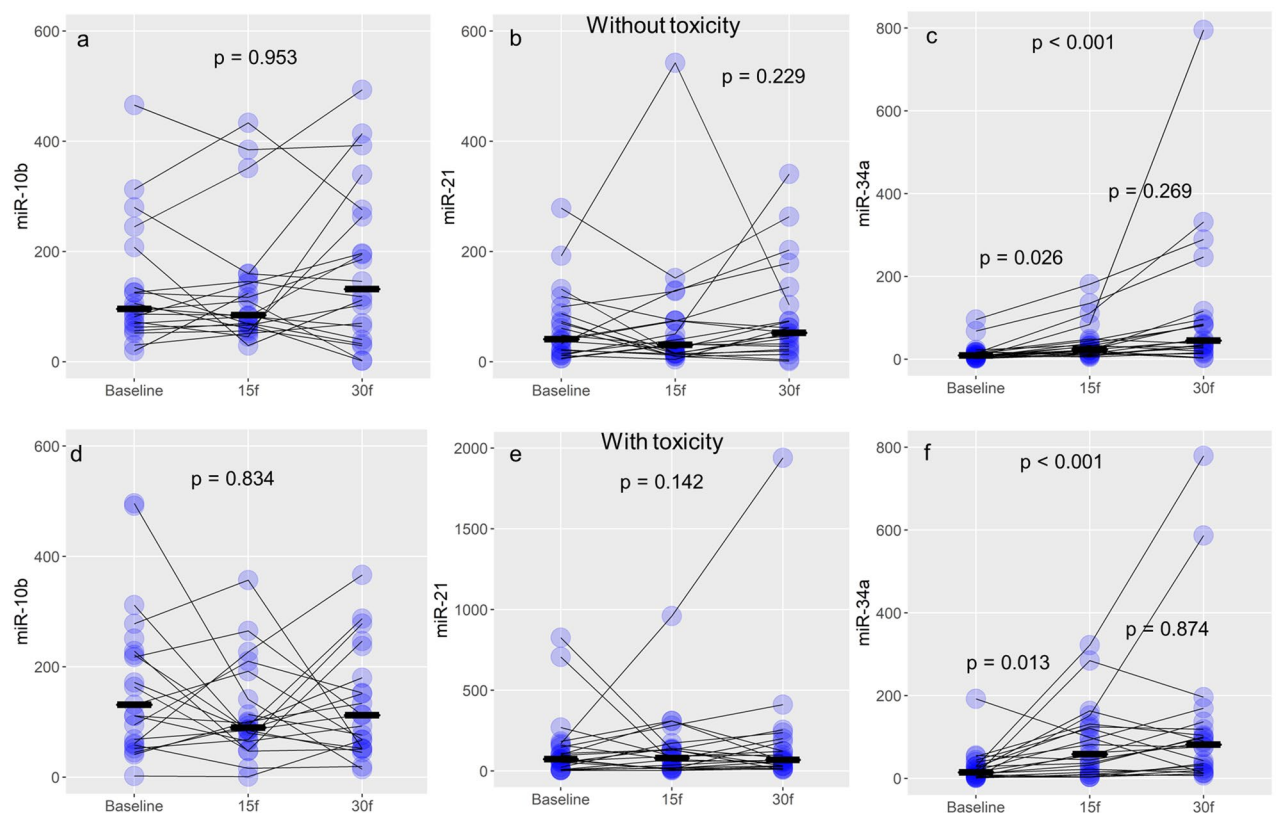 Without toxicity
a
p = 0.953
miR-10b
600
400
200
0
Baseline 15f 30f
b
p = 0.229
miR-21
600
400
200
0
Baseline 15f 30f
c
p < 0.001
p = 0.269
p = 0.026
miR-34a
800
600
400
200
0
Baseline 15f 30f
With toxicity
d
p = 0.834
miR-10b
600
400
200
0
Baseline 15f 30f
e
p = 0.142
miR-21
2000
1500
1000
500
0
Baseline 15f 30f
f
p < 0.001
p = 0.874
p = 0.013
miR-34a
800
600
400
200
0
Baseline 15f 30f